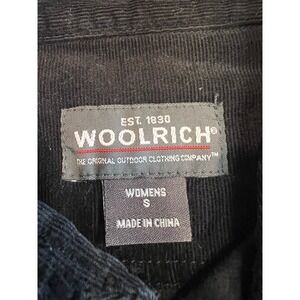 EST. 1830
WOOLRICH®
THE ORIGINAL OUTDOOR CLOTHING COMPANY™
WOMENS
S
MADE IN CHINA